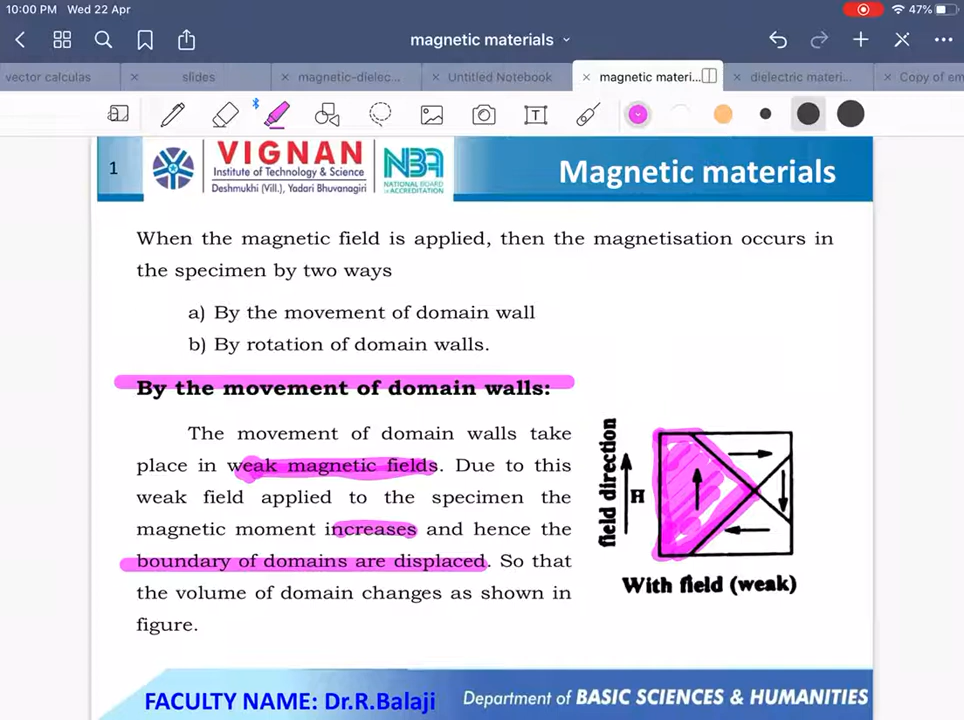 10:00 PM Wed 22 Apr
47%
magnetic materials
vector calculas
slides
magnetic-dielec...
Untitled Notebook
magnetic materi...
dielectric materi...
Copy of em
1
VIGNAN
Institute of Technology & Science
Deshmukhi (Vill.), Yadari Bhuvanagiri
NBA
NATIONAL BOARD
of ACCREDITATION
Magnetic materials
When the magnetic field is applied, then the magnetisation occurs in
the specimen by two ways
a) By the movement of domain wall
b) By rotation of domain walls.
By the movement of domain walls:
The movement of domain walls take
place in weak magnetic fields. Due to this
weak field applied to the specimen the
magnetic moment increases and hence the
boundary of domains are displaced. So that
the volume of domain changes as shown in
figure.
field direction
H
With field (weak)
FACULTY NAME: Dr.R.Balaji
Department of BASIC SCIENCES & HUMANITIES